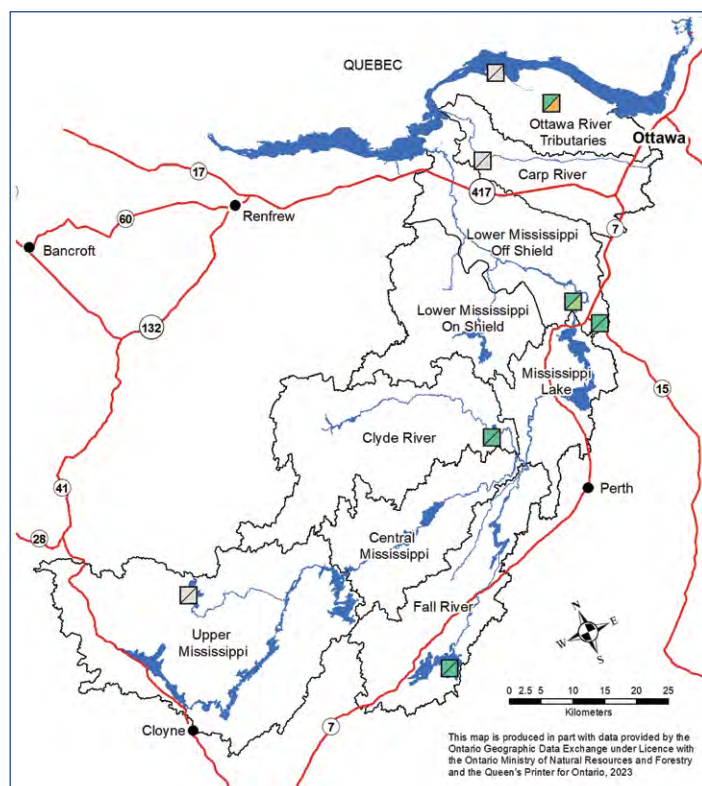 QUEBEC
Ottawa River
Tributaries
Ottawa
Carp River
17
417
60
Renfrew
7
Bancroft
Lower Mississippi
Off Shield
132
Lower Mississippi
On Shield
Mississippi
Lake
15
Clyde River
41
Perth
28
Central
Mississippi
Fall River
Upper
Mississippi
N
W E
S
0 2.5 5 10 15 20 25
Kilometers
Cloyne
7
This map is produced in part with data provided by the
Ontario Geographic Data Exchange under Licence with
the Ontario Ministry of Natural Resources and Forestry
and the Queen's Printer for Ontario, 2023